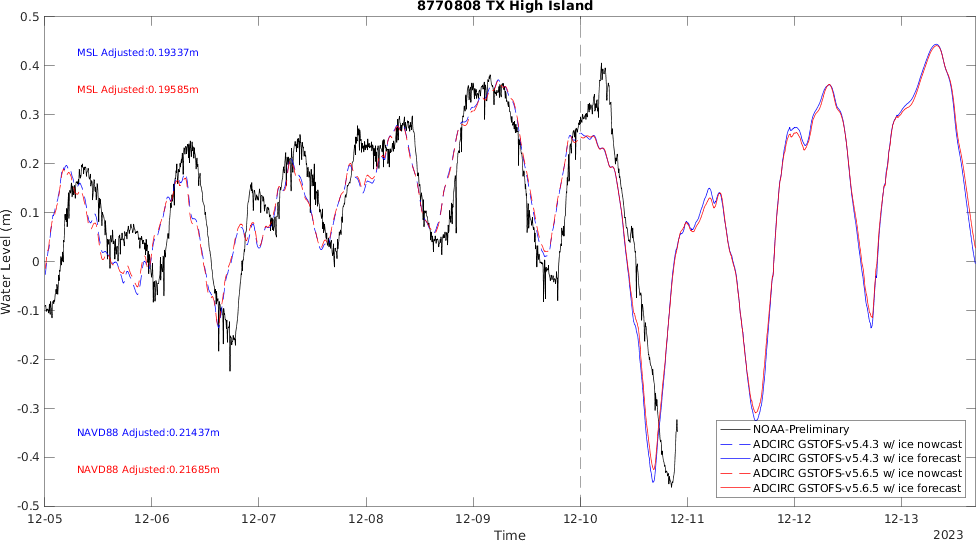 8770808 TX High Island
0.5
0.4
0.3
0.2
0.1
0
-0.1
-0.2
-0.3
-0.4
-0.5
Water Level (m)
MSL Adjusted:0.19337m
MSL Adjusted:0.19585m
NAVD88 Adjusted:0.21437m
NAVD88 Adjusted:0.21685m
NOAA-Preliminary
ADCIRC GSTOFS-v5.4.3 w/ ice nowcast
ADCIRC GSTOFS-v5.4.3 w/ ice forecast
ADCIRC GSTOFS-v5.6.5 w/ ice nowcast
ADCIRC GSTOFS-v5.6.5 w/ ice forecast
12-05 12-06 12-07 12-08 12-09 12-10 12-11 12-12 12-13
Time
2023